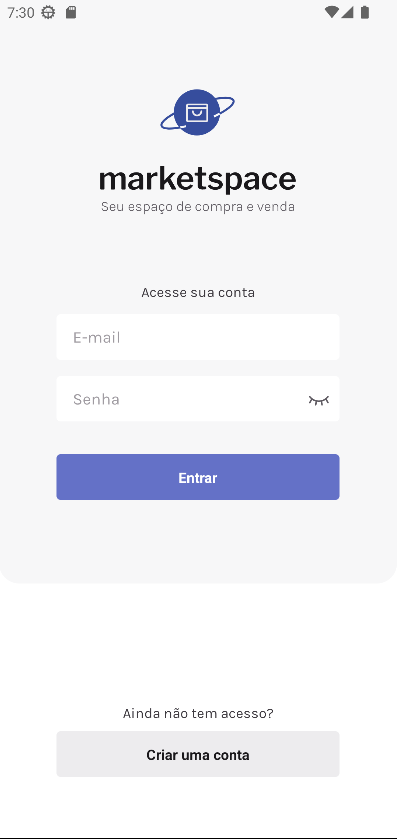 7:30
marketspace
Seu espaço de compra e venda
Acesse sua conta
E-mail
Senha
Entrar
Ainda não tem acesso?
Criar uma conta